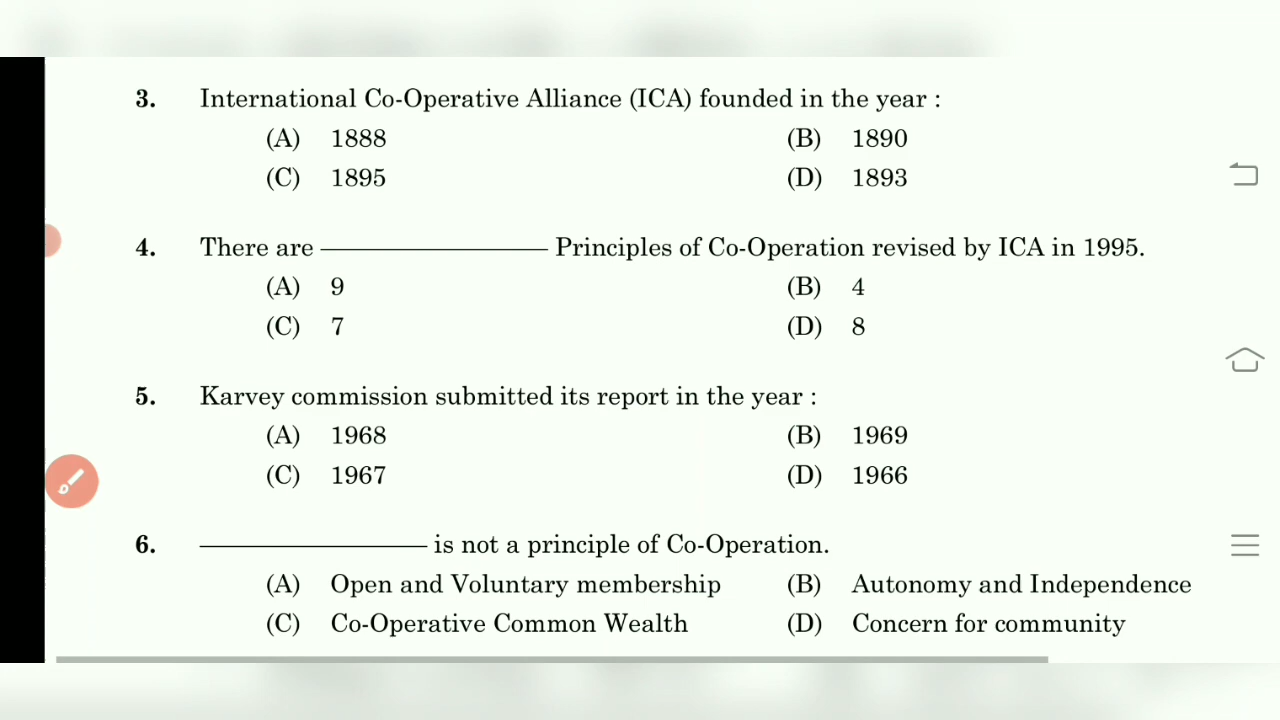 3. International Co-Operative Alliance (ICA) founded in the year :
(A) 1888 (B) 1890
(C) 1895 (D) 1893
4. There are ———————— Principles of Co-Operation revised by ICA in 1995.
(A) 9 (B) 4
(C) 7 (D) 8
5. Karvey commission submitted its report in the year :
(A) 1968 (B) 1969
(C) 1967 (D) 1966
6. ———————— is not a principle of Co-Operation.
(A) Open and Voluntary membership (B) Autonomy and Independence
(C) Co-Operative Common Wealth (D) Concern for community